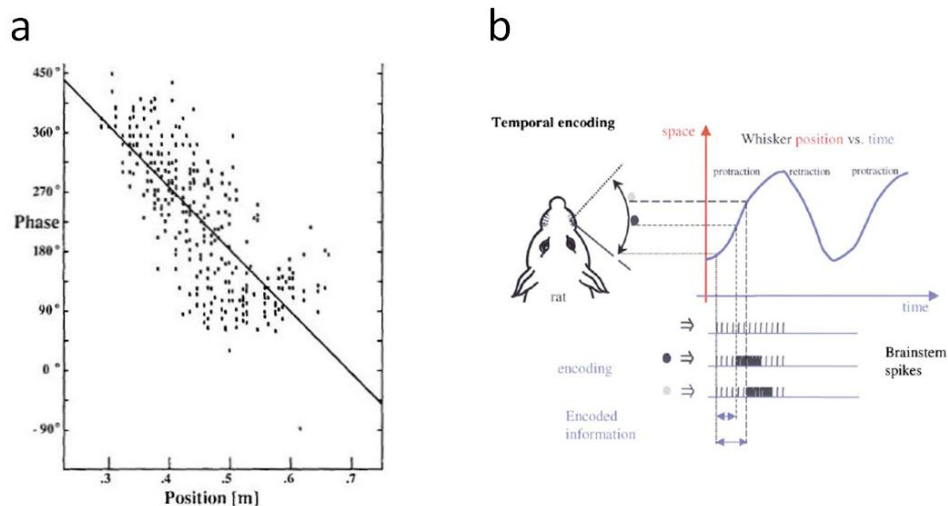 a
b
450°
360°
270°
Phase
180°
90°
0°
-90°
.3 .4 .5 .6 .7
Position [m]
Temporal encoding
space
Whisker position vs. time
protraction retraction protraction
rat
time
encoding
Brainstem
spikes
Encoded
information